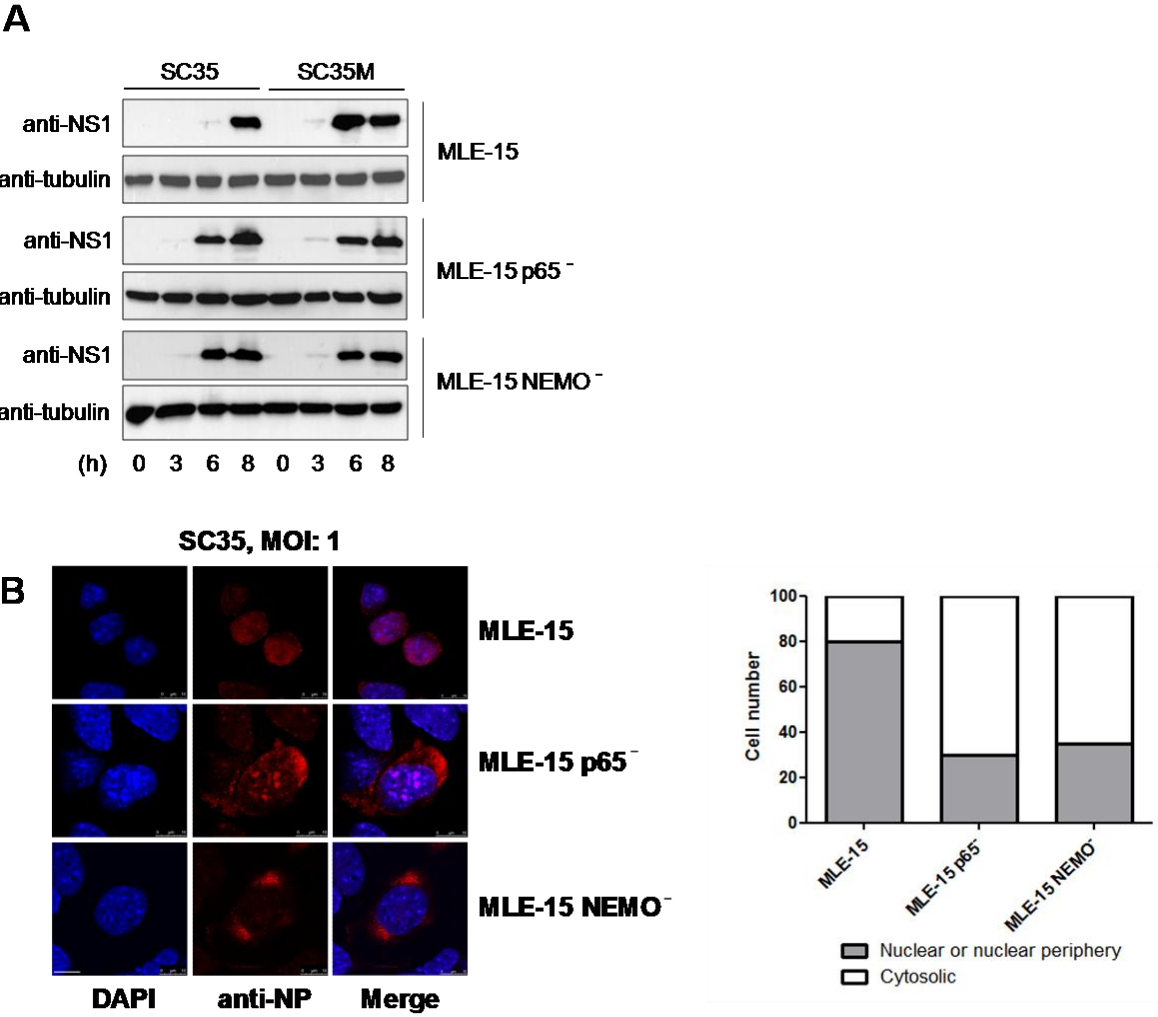 A
SC35 SC35M
anti-NS1
MLE-15
anti-tubulin
anti-NS1
MLE-15 p65⁻
anti-tubulin
anti-NS1
MLE-15 NEMO⁻
anti-tubulin
(h) 0 3 6 8 0 3 6 8
SC35, MOI: 1
B
MLE-15
MLE-15 p65⁻
MLE-15 NEMO⁻
DAPI anti-NP Merge
Cell number
100
80
60
40
20
0
MLE-15
MLE-15 p65⁻
MLE-15 NEMO⁻
Nuclear or nuclear periphery
Cytosolic